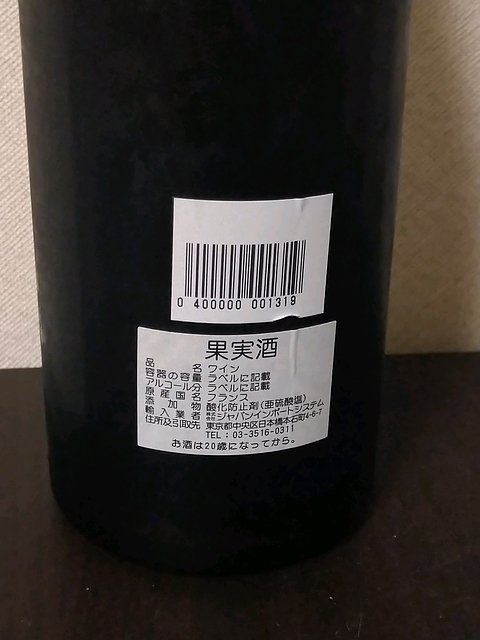 0 400000 001319
果実酒
品名 ワイン
容器の容量 ラベルに記載
アルコール分 ラベルに記載
原産国名 フランス
添加物 酸化防止剤(亜硫酸塩)
輸入業者 株式会社ジャパンインポートシステム
住所及引取先 東京都中央区日本橋本石町4-6-7
TEL:03-3516-0311
お酒は20歳になってから。